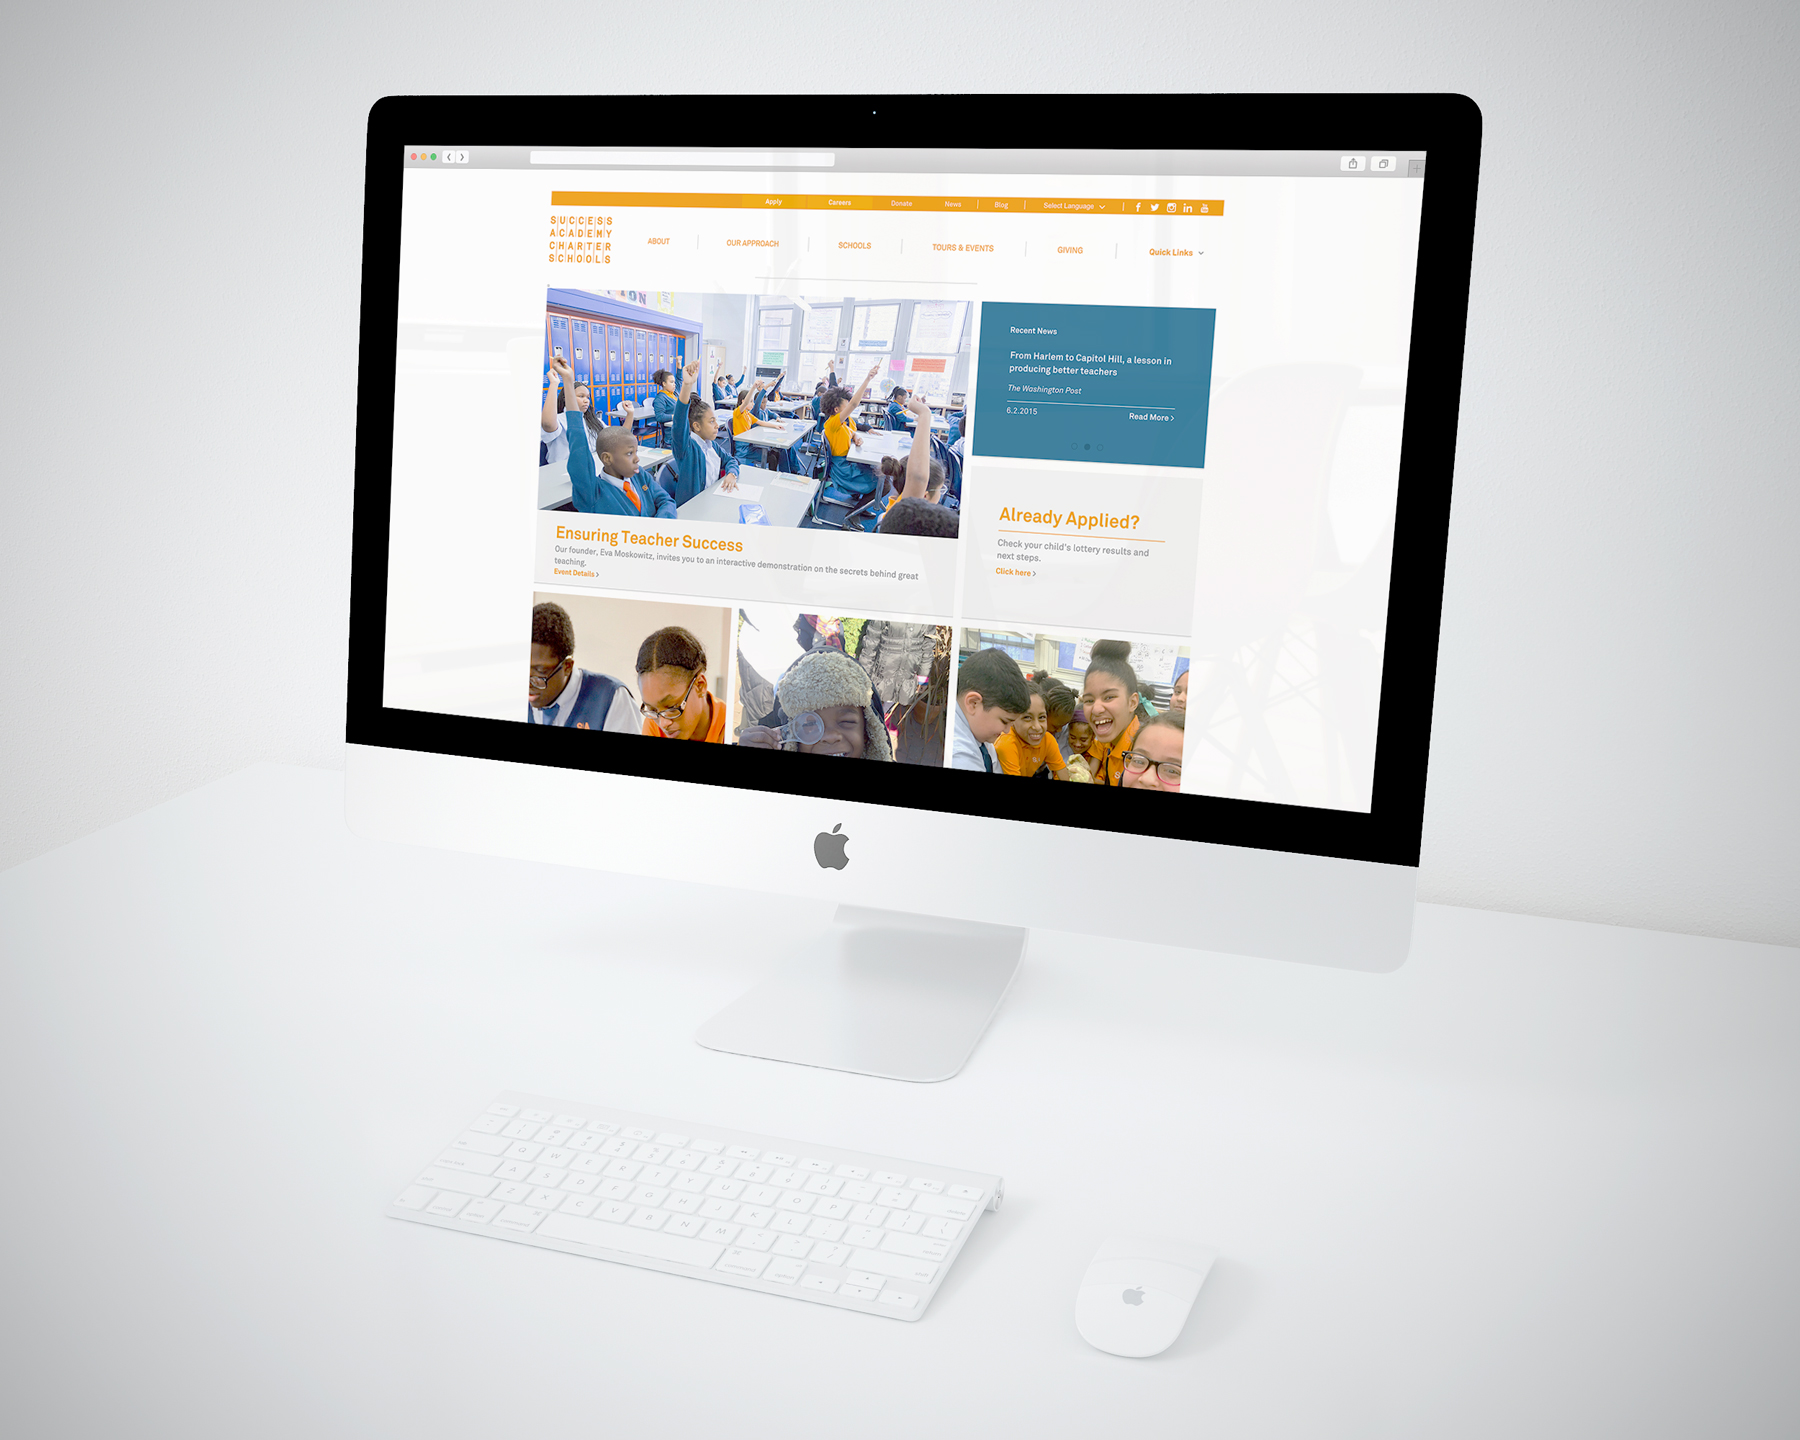 Apply Careers Donate News Blog Select Language
SUCCESS
ACADEMY
CHARTER
SCHOOLS
ABOUT OUR APPROACH SCHOOLS TOURS & EVENTS GIVING Quick Links
Recent News
From Harlem to Capitol Hill, a lesson in
producing better teachers
The Washington Post
6.2.2015 Read More
Ensuring Teacher Success
Our founder, Eva Moskowitz, invites you to an interactive demonstration on the secrets behind great
teaching.
Event Details
Already Applied?
Check your child's lottery results and
next steps.
Click here
Q W E R T Y U I O P
A S D F G H J K L
Z X C V B N M
command command